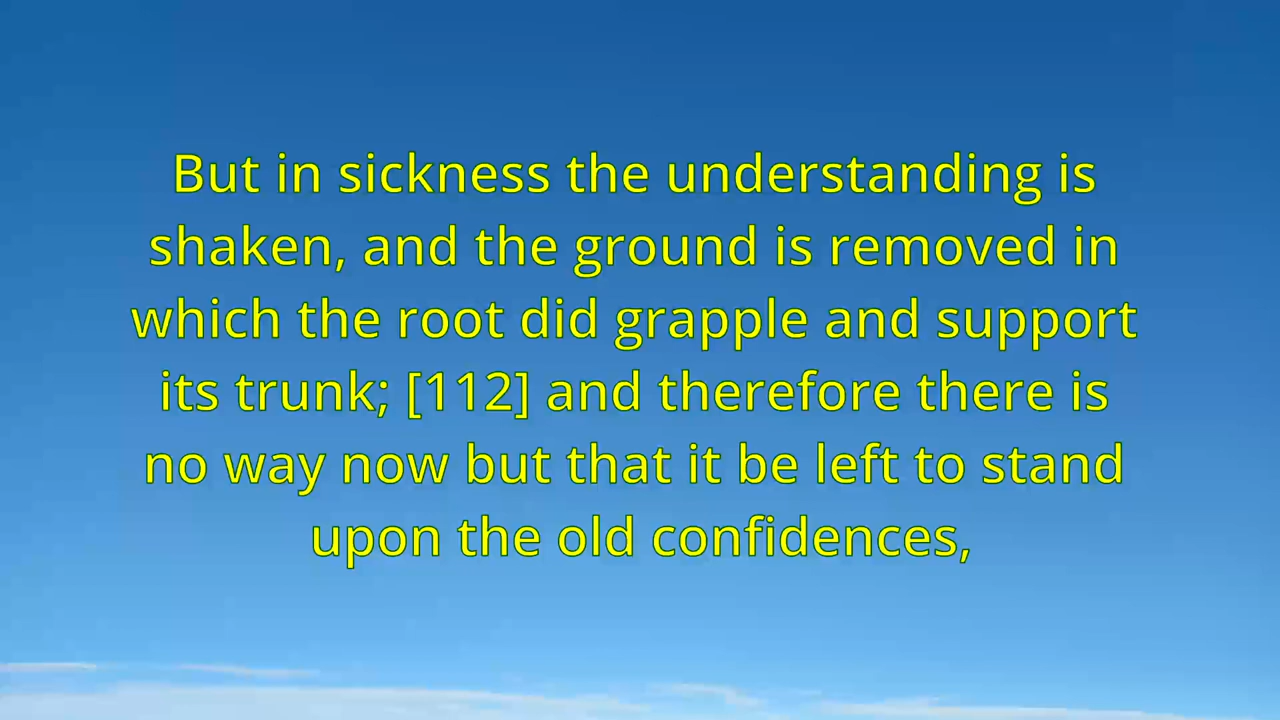 But in sickness the understanding is
shaken, and the ground is removed in
which the root did grapple and support
its trunk; [112] and therefore there is
no way now but that it be left to stand
upon the old confidences,